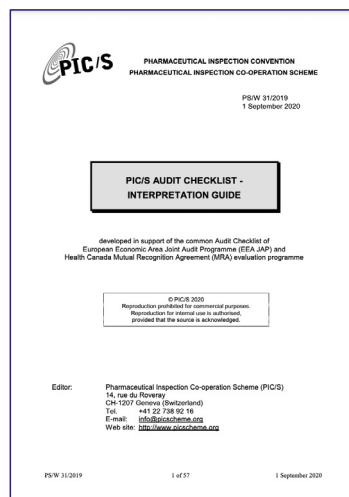 PIC/S
PHARMACEUTICAL INSPECTION CONVENTION
PHARMACEUTICAL INSPECTION CO-OPERATION SCHEME
PS/W 31/2019
1 September 2020
PIC/S AUDIT CHECKLIST -
INTERPRETATION GUIDE
developed in support of the common Audit Checklist of
European Economic Area Joint Audit Programme (EEA JAP) and
Health Canada Mutual Recognition Agreement (MRA) evaluation programme
© PIC/S 2020
Reproduction prohibited for commercial purposes.
Reproduction for internal use is authorised,
provided that the source is acknowledged.
Editor: Pharmaceutical Inspection Co-operation Scheme (PIC/S)
14, rue du Roveray
CH-1207 Geneva (Switzerland)
Tel. +41 22 738 92 16
E-mail: info@picscheme.org
Web site: http://www.picscheme.org
PS/W 31/2019 1 of 57 1 September 2020